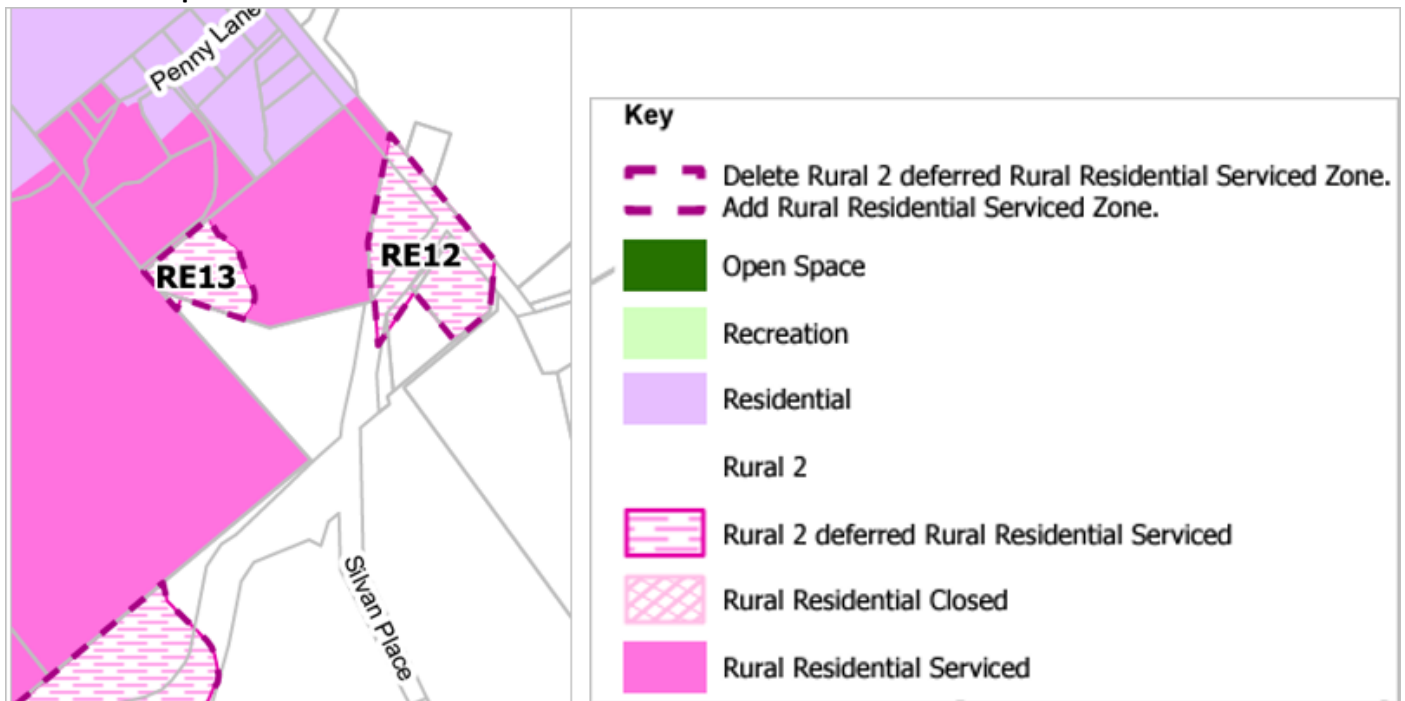 Penny Lane
RE13
RE12
Silvan Place
Key
Delete Rural 2 deferred Rural Residential Serviced Zone.
Add Rural Residential Serviced Zone.
Open Space
Recreation
Residential
Rural 2
Rural 2 deferred Rural Residential Serviced
Rural Residential Closed
Rural Residential Serviced